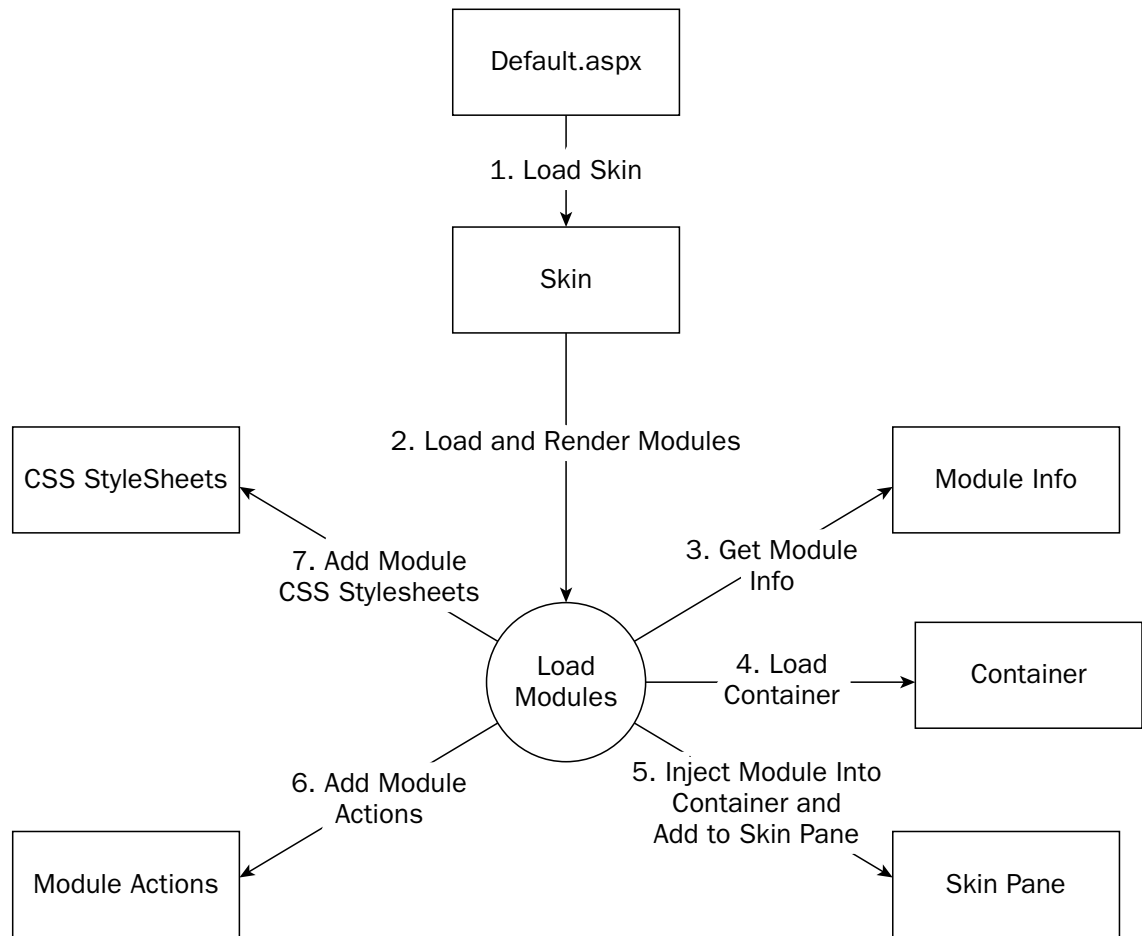 Default.aspx
1. Load Skin
Skin
2. Load and Render Modules
CSS StyleSheets
Module Info
7. Add Module
CSS Stylesheets
3. Get Module
Info
Load
Modules
4. Load
Container
Container
6. Add Module
Actions
5. Inject Module Into
Container and
Add to Skin Pane
Module Actions
Skin Pane